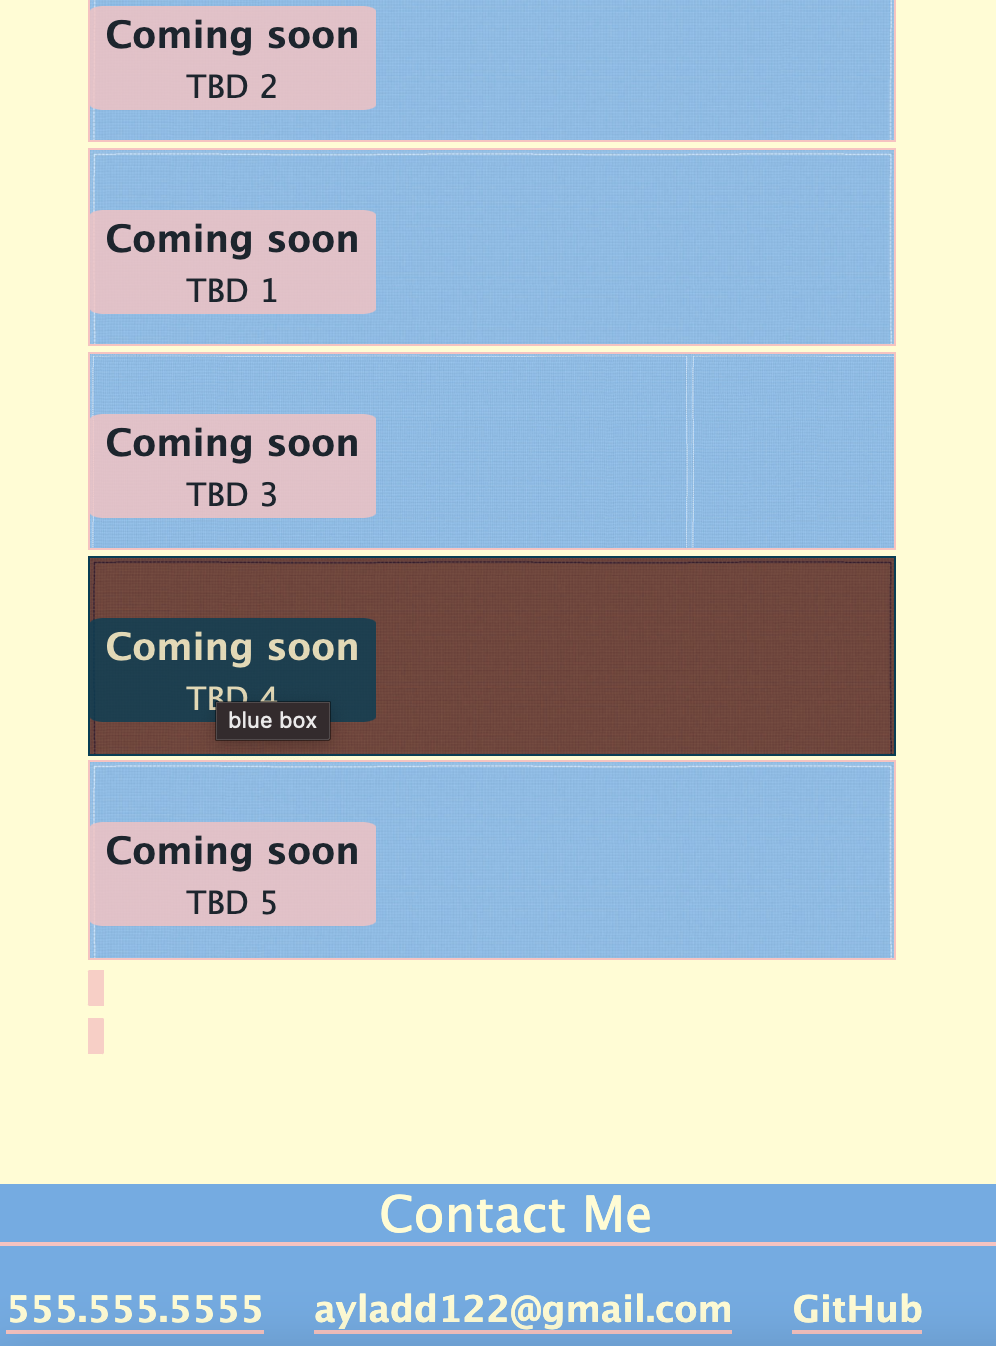 Coming soon
TBD 2
Coming soon
TBD 1
Coming soon
TBD 3
Coming soon
TBD 4
blue box
Coming soon
TBD 5
Contact Me
555.555.5555
ayladd122@gmail.com
GitHub